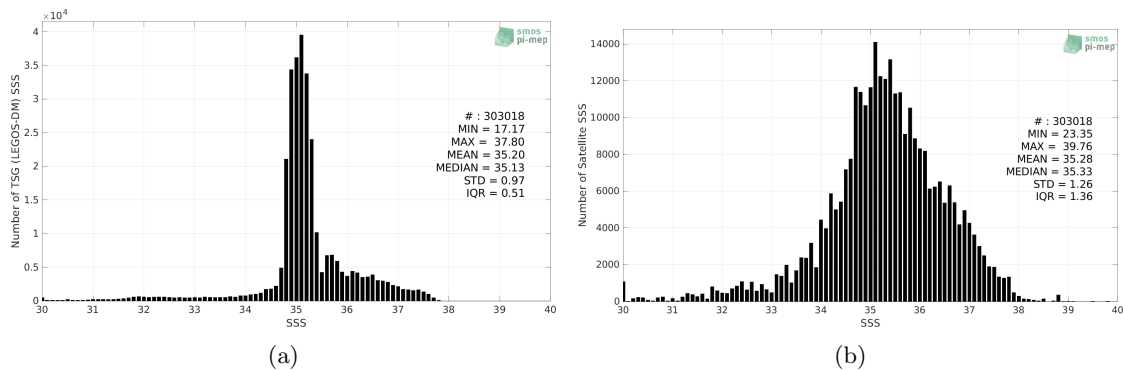 ×10⁴
4
3.5
3
2.5
2
1.5
1
0.5
0
Number of TSG (LEGOS-DM) SSS
30 31 32 33 34 35 36 37 38 39 40
SSS
smos
pi-mep
# : 303018
MIN = 17.17
MAX = 37.80
MEAN = 35.20
MEDIAN = 35.13
STD = 0.97
IQR = 0.51
(a)
14000
12000
10000
8000
6000
4000
2000
0
Number of Satellite SSS
30 31 32 33 34 35 36 37 38 39 40
SSS
smos
pi-mep
# : 303018
MIN = 23.35
MAX = 39.76
MEAN = 35.28
MEDIAN = 35.33
STD = 1.26
IQR = 1.36
(b)